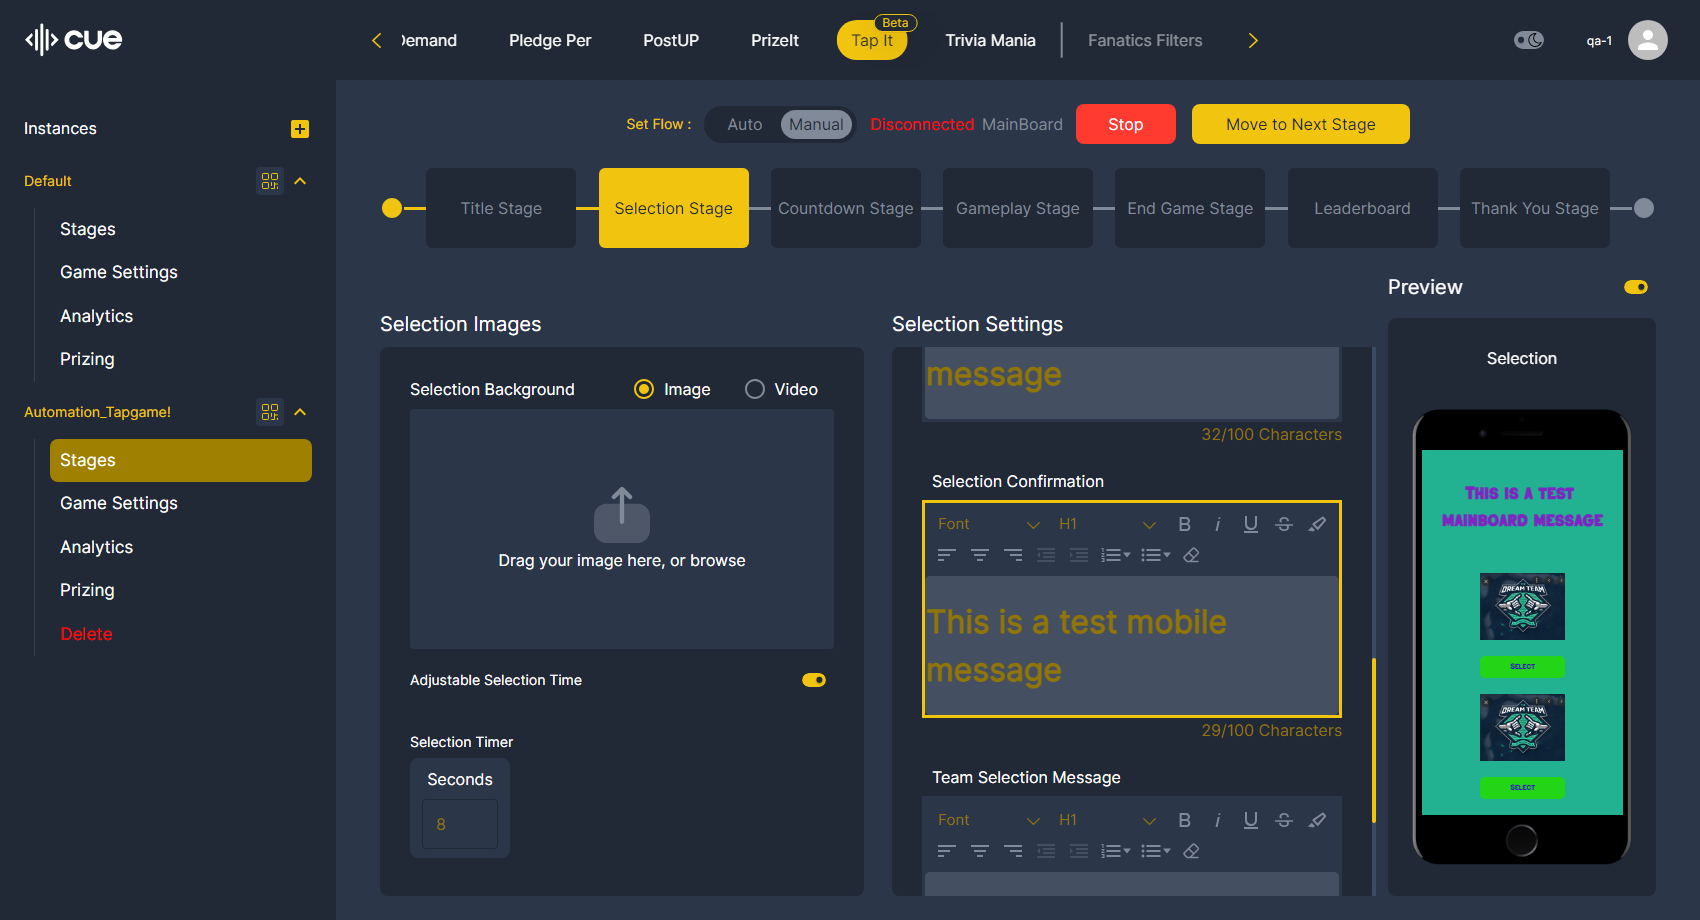 cue
Demand
Pledge Per
PostUP
PrizeIt
Tap It
Beta
Trivia Mania
Fanatics Filters
qa-1
Instances
Default
Stages
Game Settings
Analytics
Prizing
Automation_Tapgame!
Stages
Game Settings
Analytics
Prizing
Delete
Set Flow :
Auto
Manual
Disconnected MainBoard
Stop
Move to Next Stage
Title Stage
Selection Stage
Countdown Stage
Gameplay Stage
End Game Stage
Leaderboard
Thank You Stage
Selection Images
Selection Background
Image
Video
Drag your image here, or browse
Adjustable Selection Time
Selection Timer
Seconds
8
Selection Settings
message
32/100 Characters
Selection Confirmation
Font
H1
B i U S
This is a test mobile
message
29/100 Characters
Team Selection Message
Font
H1
B i U S
Preview
Selection
This is a test
mainboard message
DREAM TEAM
SELECT
DREAM TEAM
SELECT